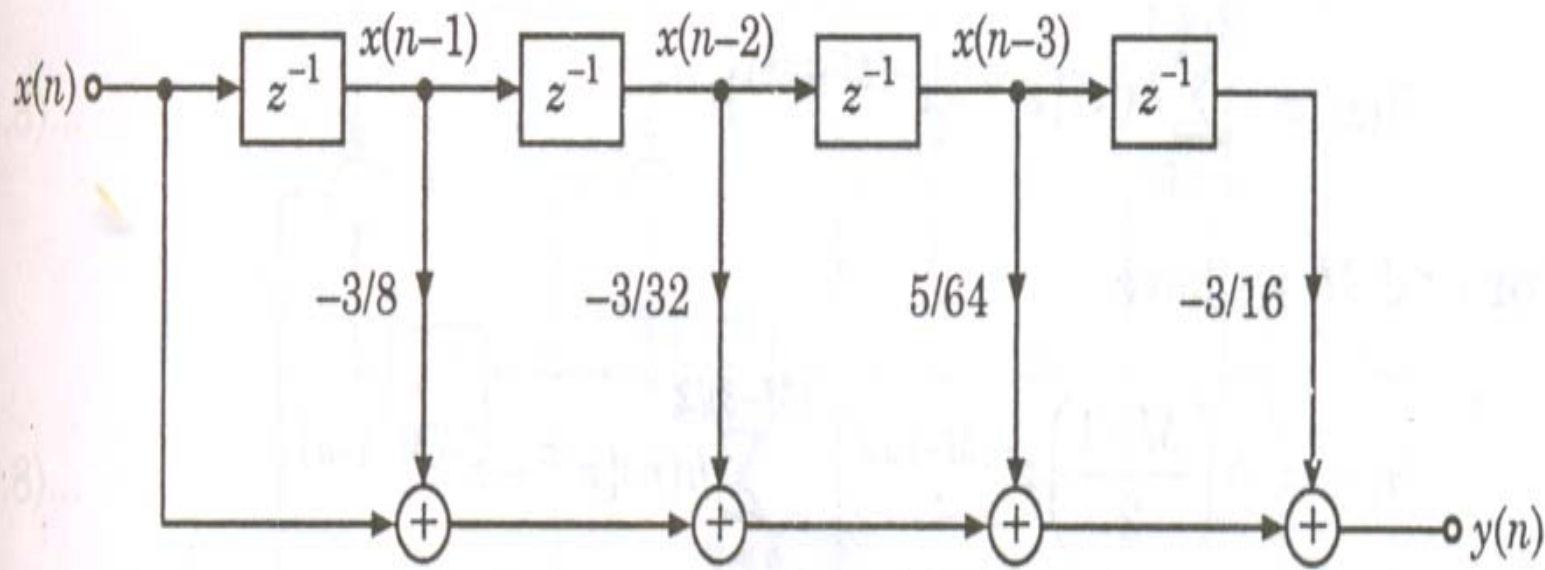 x(n-1) x(n-2) x(n-3)
x(n) z⁻¹ z⁻¹ z⁻¹ z⁻¹
–3/8 –3/32 5/64 –3/16
+ + + + y(n)